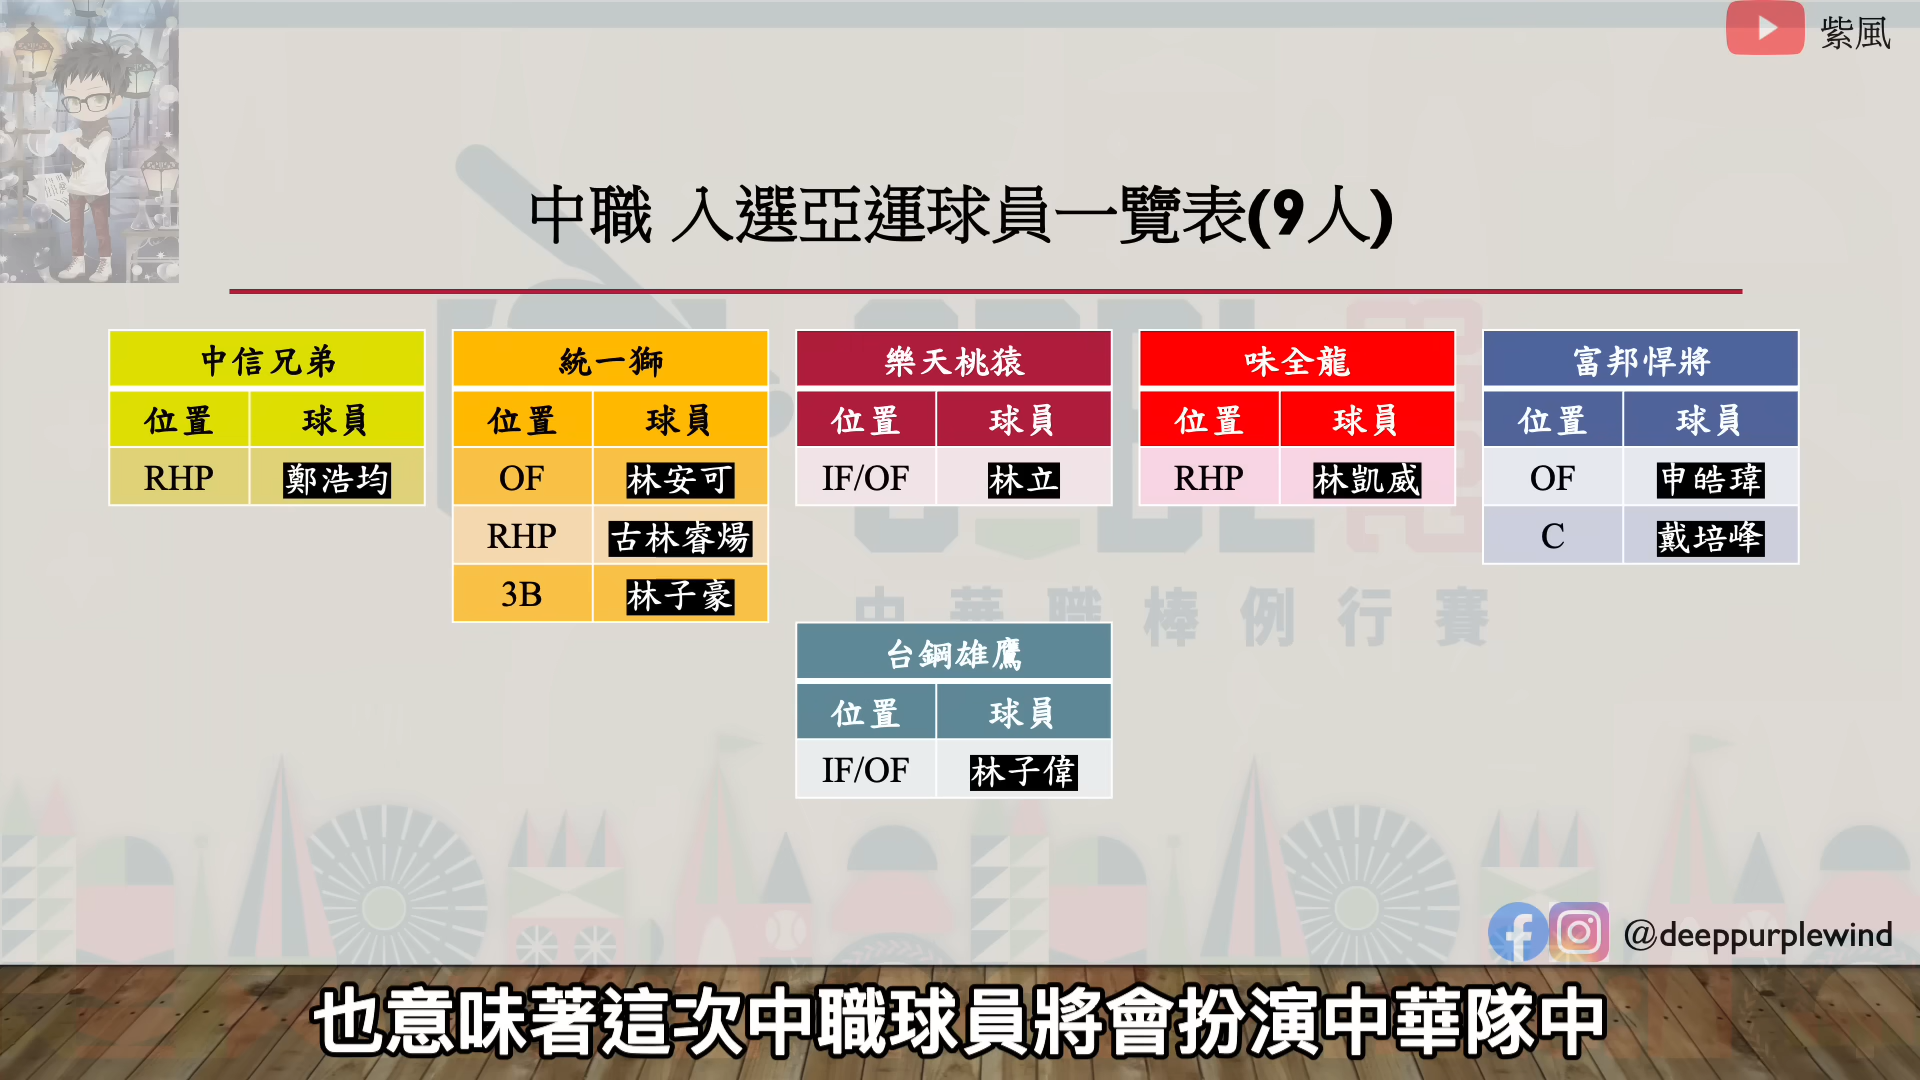 紫風
中職 入選亞運球員一覽表(9人)
中信兄弟
位置 球員
RHP 鄭浩均
統一獅
位置 球員
OF 林安可
RHP 古林睿煬
3B 林子豪
樂天桃猿
位置 球員
IF/OF 林立
味全龍
位置 球員
RHP 林凱威
富邦悍將
位置 球員
OF 申皓瑋
C 戴培峰
中華職棒例行賽
台鋼雄鷹
位置 球員
IF/OF 林子偉
@deeppurplewind
也意味著這次中職球員將會扮演中華隊中